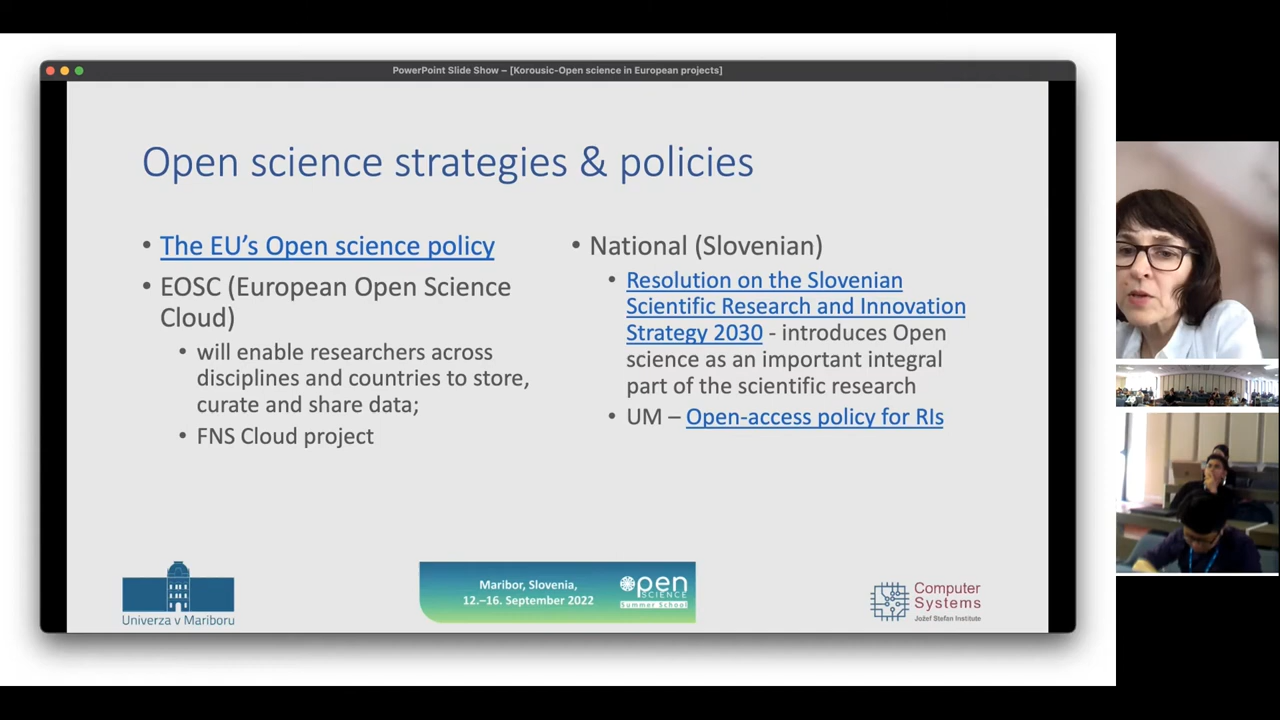 PowerPoint Slide Show – [Korousic-Open science in European projects]
Open science strategies & policies
• The EU’s Open science policy
• EOSC (European Open Science
Cloud)
• will enable researchers across
disciplines and countries to store,
curate and share data;
• FNS Cloud project
• National (Slovenian)
• Resolution on the Slovenian
Scientific Research and Innovation
Strategy 2030 - introduces Open
science as an important integral
part of the scientific research
• UM – Open-access policy for RIs
Univerza v Mariboru
Maribor, Slovenia,
12.–16. September 2022
Open
SCIENCE
Summer School
Computer
Systems
Jožef Stefan Institute